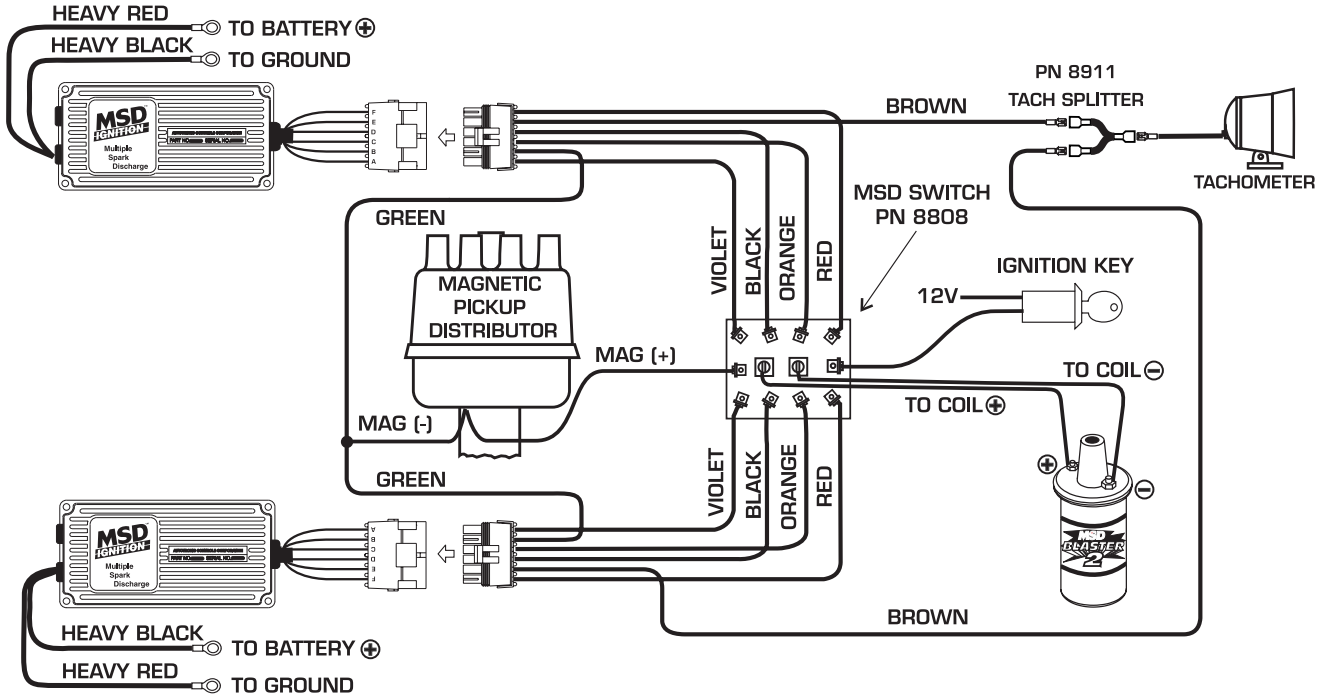 HEAVY RED
TO BATTERY ⊕
HEAVY BLACK
TO GROUND
MSD
IGNITION
Multiple
Spark
Discharge
F
E
D
C
B
A
BROWN
PN 8911
TACH SPLITTER
TACHOMETER
GREEN
MAGNETIC
PICKUP
DISTRIBUTOR
VIOLET
BLACK
ORANGE
RED
MSD SWITCH
PN 8808
IGNITION KEY
12V
MAG (+)
MAG (-)
TO COIL ⊖
TO COIL ⊕
GREEN
VIOLET
BLACK
ORANGE
RED
⊕
⊖
MSD
BLASTER
2
MSD
IGNITION
Multiple
Spark
Discharge
A
B
C
D
E
F
BROWN
HEAVY BLACK
TO BATTERY ⊕
HEAVY RED
TO GROUND